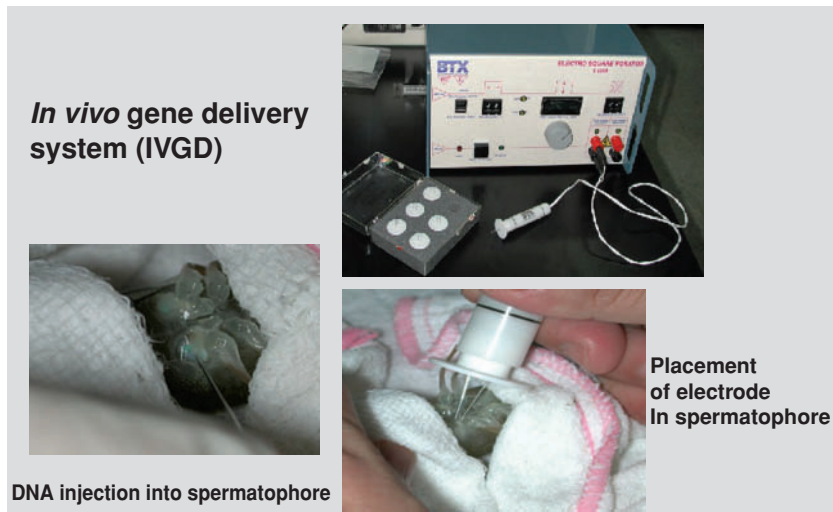 In vivo gene delivery
system (IVGD)
BTX
ELECTRO SQUARE PORATOR
Placement
of electrode
In spermatophore
DNA injection into spermatophore